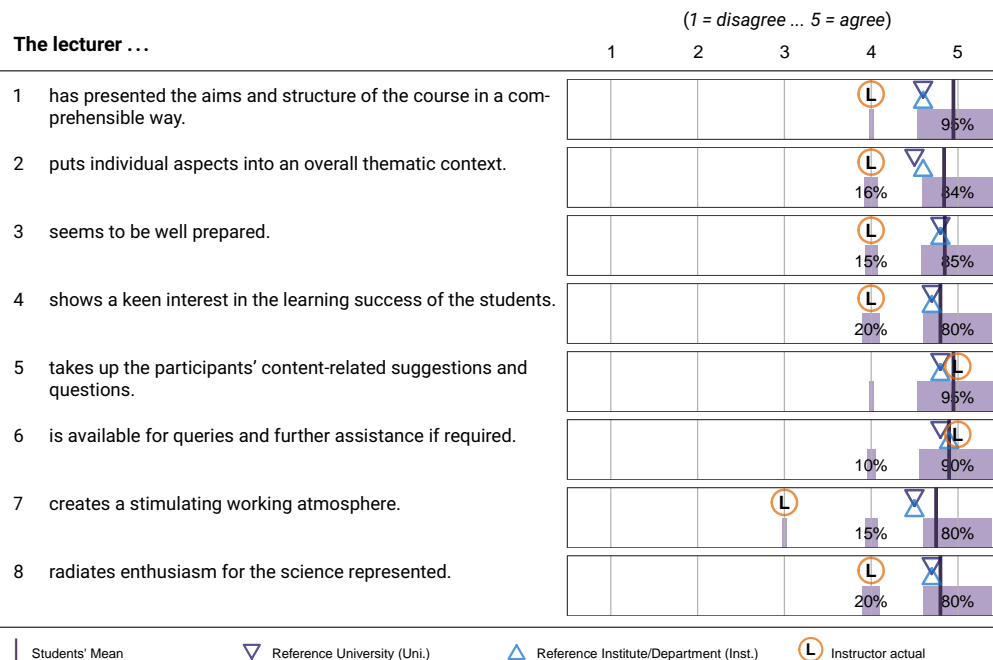 (1 = disagree ... 5 = agree)
The lecturer ...
1 2 3 4 5
1 has presented the aims and structure of the course in a com-
prehensible way.
L
95%
2 puts individual aspects into an overall thematic context.
L
16% 84%
3 seems to be well prepared.
L
15% 85%
4 shows a keen interest in the learning success of the students.
L
20% 80%
5 takes up the participants’ content-related suggestions and
questions.
L
95%
6 is available for queries and further assistance if required.
L
10% 90%
7 creates a stimulating working atmosphere.
L
15% 80%
8 radiates enthusiasm for the science represented.
L
20% 80%
Students' Mean Reference University (Uni.) Reference Institute/Department (Inst.) L Instructor actual